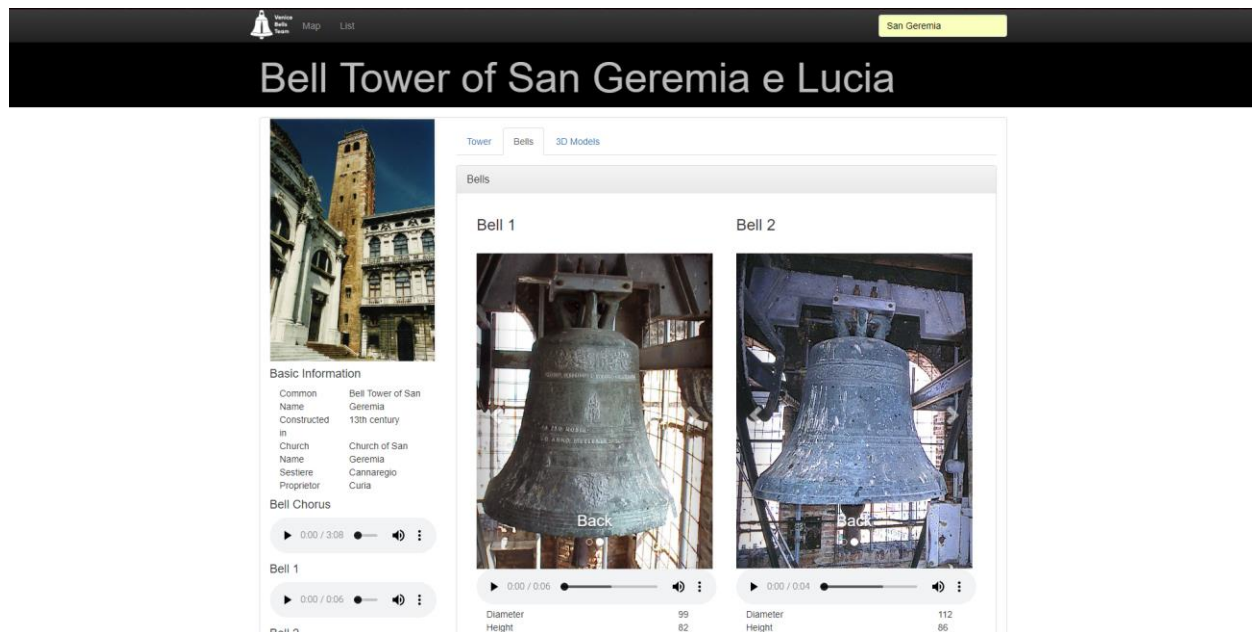 Venice
Bells
Team
Map
List
San Geremia
Bell Tower of San Geremia e Lucia
Tower
Bells
3D Models
Bells
Basic Information
Common Name Bell Tower of San Geremia
Constructed in 13th century
Church Name Church of San Geremia
Sestiere Cannaregio
Proprietor Curia
Bell Chorus
0:00 / 3:08
Bell 1
0:00 / 0:06
Bell 2
Bell 1
Back
0:00 / 0:06
Diameter 99
Height 82
Bell 2
Back
0:00 / 0:04
Diameter 112
Height 86